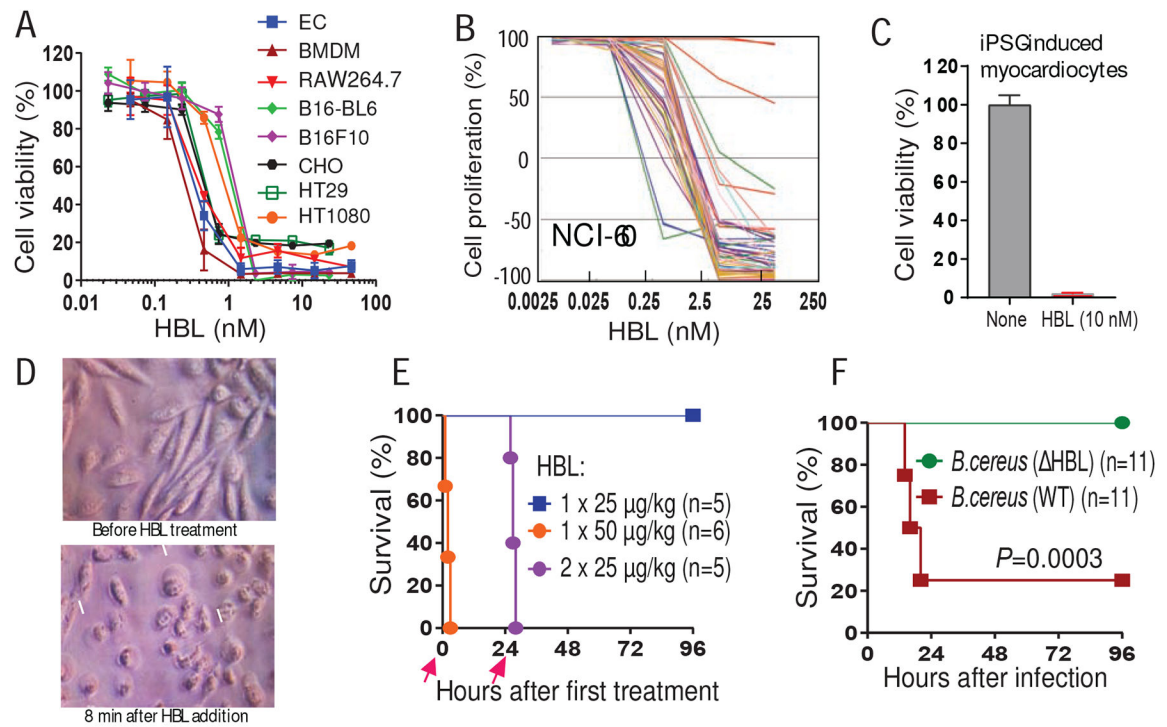 A
EC
BMDM
RAW264.7
B16-BL6
B16F10
CHO
HT29
HT1080
Cell viability (%)
120
100
80
60
40
20
0
0.01 0.1 1 10 100
HBL (nM)
B
Cell proliferation (%)
100
50
0
-50
-100
NCI-60
0.0025 0.025 0.25 2.5 25 250
HBL (nM)
C
iPSGinduced
myocardiocytes
Cell viability (%)
120
100
80
60
40
20
0
None HBL (10 nM)
D
Before HBL treatment
8 min after HBL addition
E
Survival (%)
100
80
60
40
20
0
HBL:
1 x 25 µg/kg (n=5)
1 x 50 µg/kg (n=6)
2 x 25 µg/kg (n=5)
0 24 48 72 96
Hours after first treatment
F
Survival (%)
100
80
60
40
20
0
B.cereus (ΔHBL) (n=11)
B.cereus (WT) (n=11)
P=0.0003
0 24 48 72 96
Hours after infection